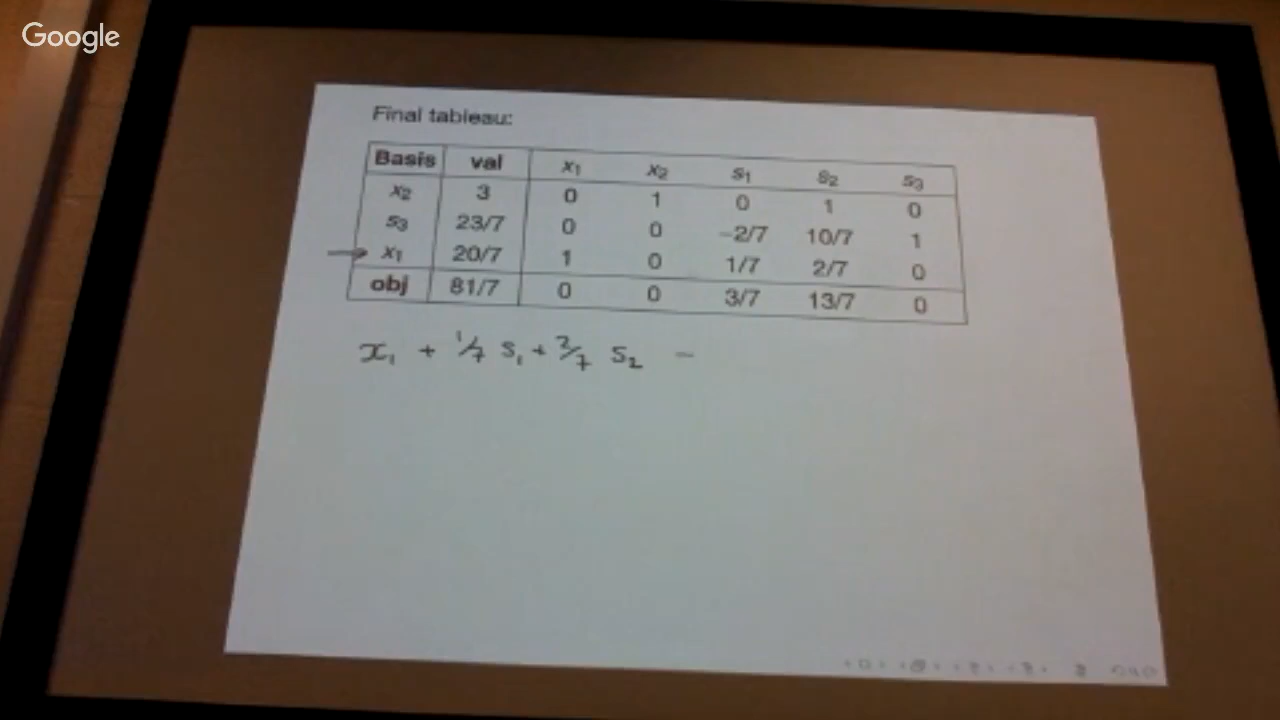 Google
Final tableau:
Basis val x1 x2 s1 s2 s3
x2 3 0 1 0 1 0
s3 23/7 0 0 -2/7 10/7 1
→ x1 20/7 1 0 1/7 2/7 0
obj 81/7 0 0 3/7 13/7 0
x1 + 1/7 s1 + 2/7 s2 -